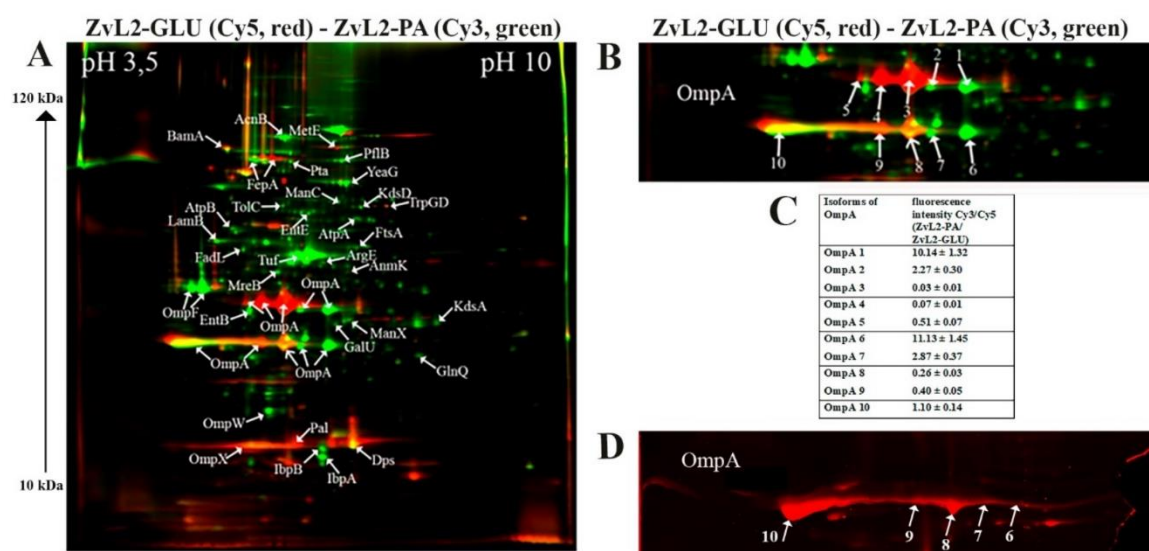 ZvL2-GLU (Cy5, red) - ZvL2-PA (Cy3, green)
A
pH 3,5
pH 10
120 kDa
10 kDa
AcnB
MetE
BamA
PflB
FepA
Pta
YeaG
ManC
KdsD
TrpGD
TolC
AtpB
EntE
AtpA
LamB
FtsA
FadL
Tuf
ArgE
AnmK
MreB
OmpA
OmpF
EntB
OmpA
KdsA
ManX
GalU
OmpA
OmpA
GlnQ
OmpW
Pal
OmpX
IbpB
Dps
IbpA
ZvL2-GLU (Cy5, red) - ZvL2-PA (Cy3, green)
B
OmpA
2 1
5 4 3
10 9 8 7 6
C
Isoforms of OmpA fluorescence intensity Cy3/Cy5 (ZvL2-PA/ ZvL2-GLU)
OmpA 1 10.14 ± 1.32
OmpA 2 2.27 ± 0.30
OmpA 3 0.03 ± 0.01
OmpA 4 0.07 ± 0.01
OmpA 5 0.51 ± 0.07
OmpA 6 11.13 ± 1.45
OmpA 7 2.87 ± 0.37
OmpA 8 0.26 ± 0.03
OmpA 9 0.40 ± 0.05
OmpA 10 1.10 ± 0.14
D
OmpA
10 9 8 7 6